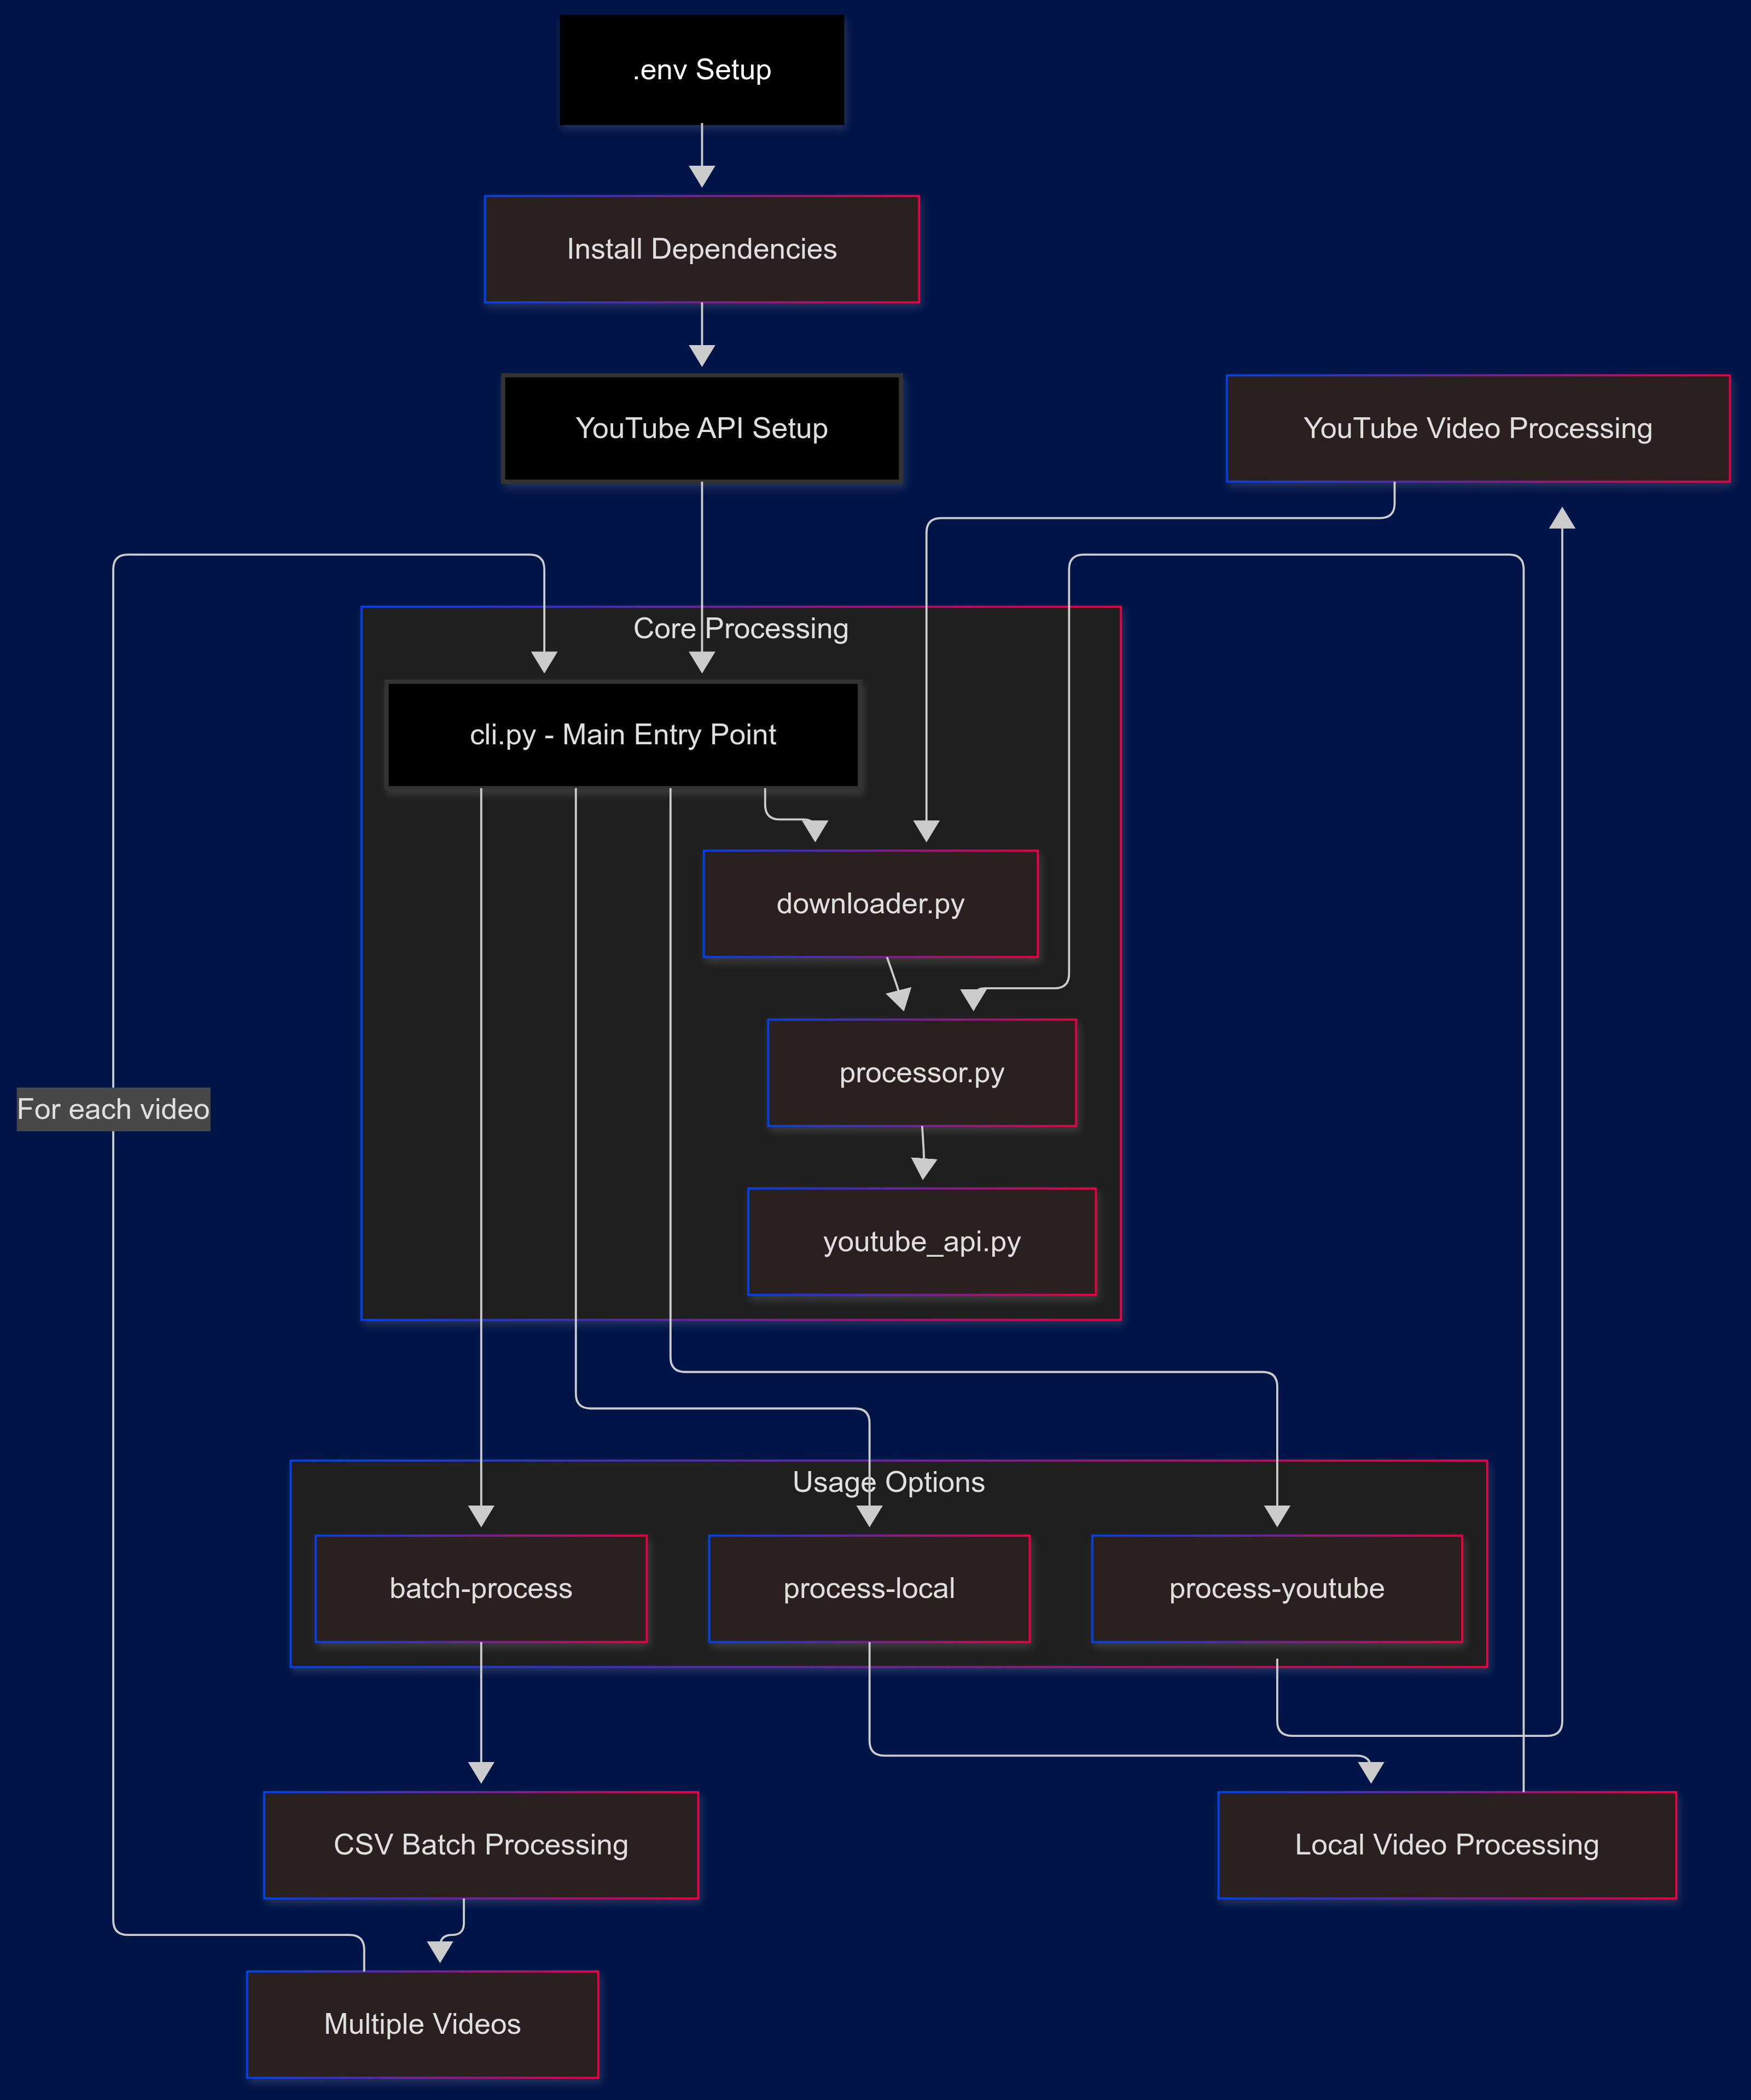 .env Setup
Install Dependencies
YouTube API Setup
YouTube Video Processing
Core Processing
cli.py - Main Entry Point
downloader.py
processor.py
For each video
youtube_api.py
Usage Options
batch-process
process-local
process-youtube
CSV Batch Processing
Local Video Processing
Multiple Videos